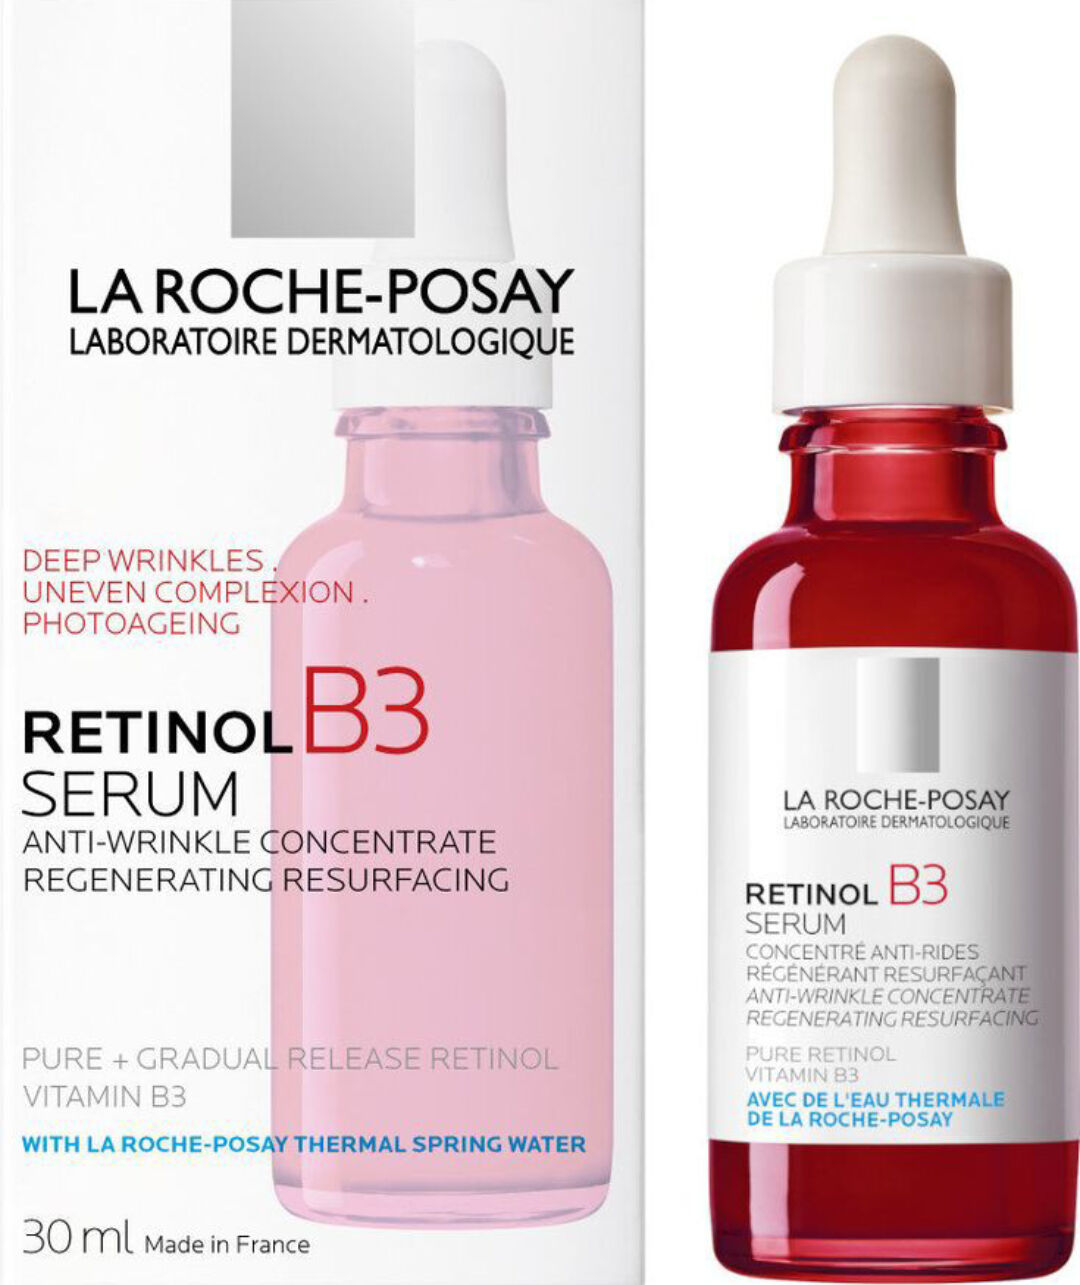 LA ROCHE-POSAY
LABORATOIRE DERMATOLOGIQUE
DEEP WRINKLES .
UNEVEN COMPLEXION .
PHOTOAGEING
RETINOL B3
SERUM
ANTI-WRINKLE CONCENTRATE
REGENERATING RESURFACING
PURE + GRADUAL RELEASE RETINOL
VITAMIN B3
WITH LA ROCHE-POSAY THERMAL SPRING WATER
30 ml Made in France
LA ROCHE-POSAY
LABORATOIRE DERMATOLOGIQUE
RETINOL B3
SERUM
CONCENTRÉ ANTI-RIDES
RÉGÉNÉRANT RESURFAÇANT
ANTI-WRINKLE CONCENTRATE
REGENERATING RESURFACING
PURE RETINOL
VITAMIN B3
AVEC DE L'EAU THERMALE
DE LA ROCHE-POSAY